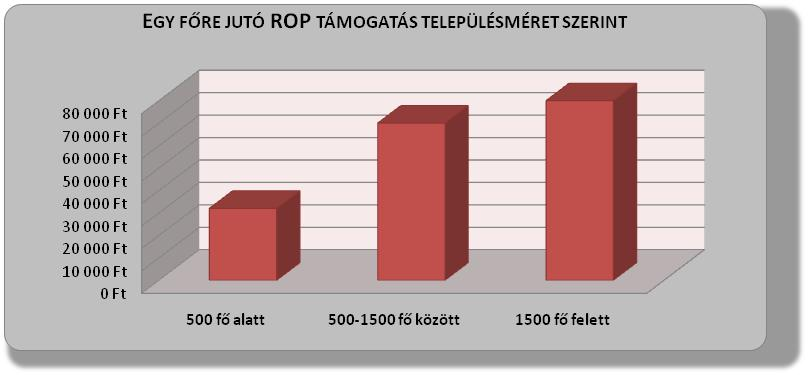 EGY FŐRE JUTÓ ROP TÁMOGATÁS TELEPÜLÉSMÉRET SZERINT
80 000 Ft
70 000 Ft
60 000 Ft
50 000 Ft
40 000 Ft
30 000 Ft
20 000 Ft
10 000 Ft
0 Ft
500 fő alatt
500-1500 fő között
1500 fő felett